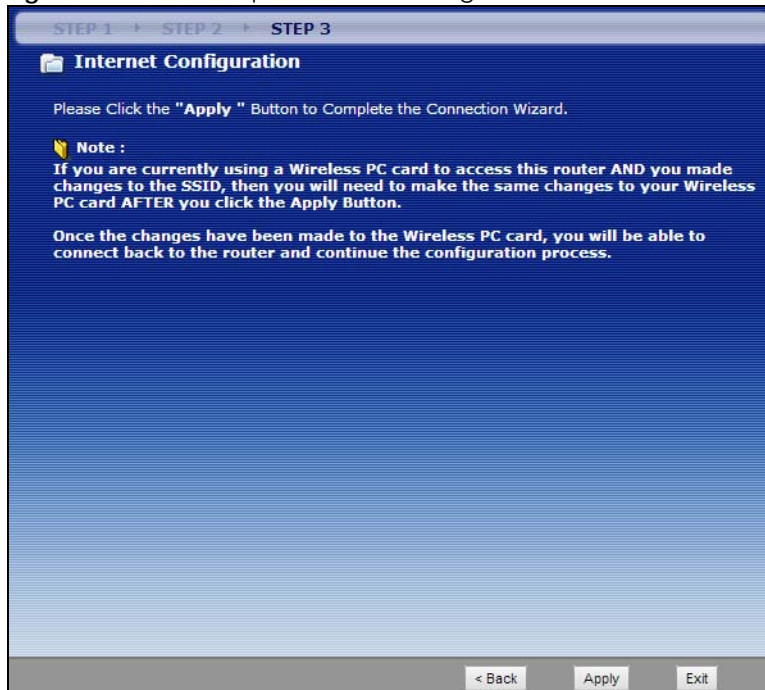 STEP 1 STEP 2 STEP 3
Internet Configuration
Please Click the "Apply " Button to Complete the Connection Wizard.
Note :
If you are currently using a Wireless PC card to access this router AND you made
changes to the SSID, then you will need to make the same changes to your Wireless
PC card AFTER you click the Apply Button.
Once the changes have been made to the Wireless PC card, you will be able to
connect back to the router and continue the configuration process.
< Back Apply Exit